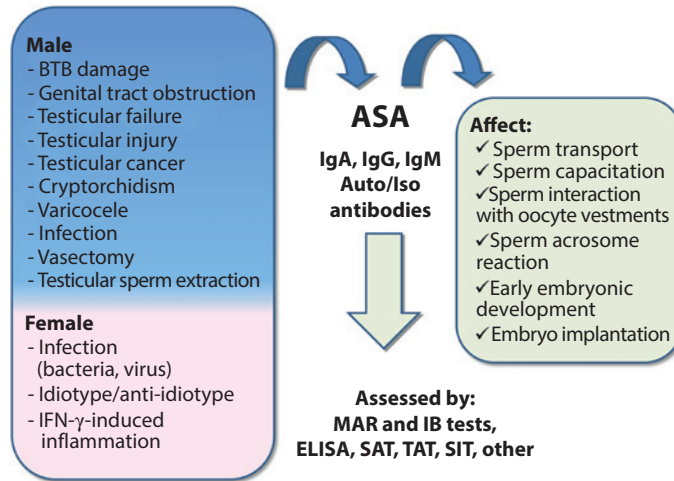 Male
- BTB damage
- Genital tract obstruction
- Testicular failure
- Testicular injury
- Testicular cancer
- Cryptorchidism
- Varicocele
- Infection
- Vasectomy
- Testicular sperm extraction
Female
- Infection
(bacteria, virus)
- Idiotype/anti-idiotype
- IFN-γ-induced
inflammation
ASA
IgA, IgG, IgM
Auto/Iso
antibodies
Assessed by:
MAR and IB tests,
ELISA, SAT, TAT, SIT, other
Affect:
✓ Sperm transport
✓ Sperm capacitation
✓Sperm interaction
with oocyte vestments
✓Sperm acrosome
reaction
✓Early embryonic
development
✓Embryo implantation